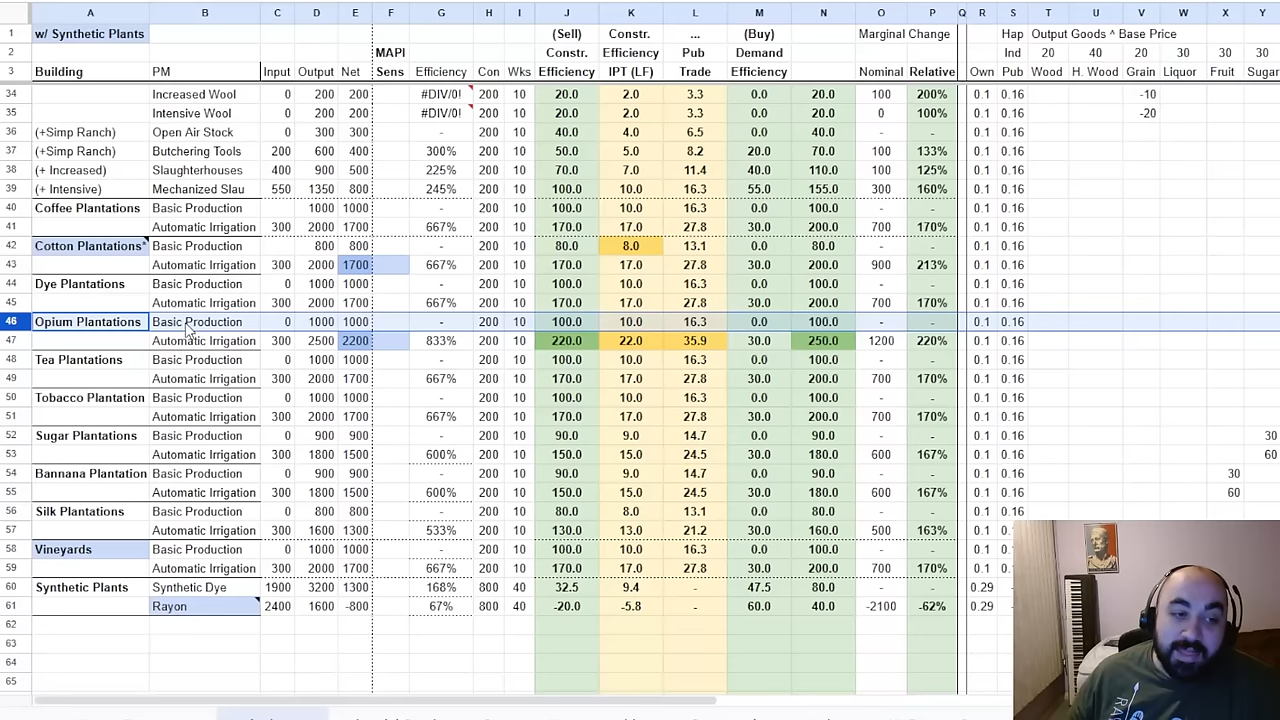 A B C D E F G H I J K L M N O P Q R S T U V W X Y
1 w/ Synthetic Plants (Sell) Constr. ... (Buy) Marginal Change Hap Output Goods ^ Base Price
2 MAPI Constr. Efficiency Pub Demand Ind 20 40 20 30 30 30
3 Building PM Input Output Net Sens Efficiency Con Wks Efficiency IPT (LF) Trade Efficiency Nominal Relative Own Pub Wood H. Wood Grain Liquor Fruit Sugar
34 Increased Wool 0 200 200 #DIV/0! 200 10 20.0 2.0 3.3 0.0 20.0 100 200% 0.1 0.16 -10
35 Intensive Wool 0 200 200 #DIV/0! 200 10 20.0 2.0 3.3 0.0 20.0 0 100% 0.1 0.16 -20
36 (+Simp Ranch) Open Air Stock 0 300 300 - 200 10 40.0 4.0 6.5 0.0 40.0 - - 0.1 0.16
37 (+Simp Ranch) Butchering Tools 200 600 400 300% 200 10 50.0 5.0 8.2 20.0 70.0 100 133% 0.1 0.16
38 (+ Increased) Slaughterhouses 400 900 500 225% 200 10 70.0 7.0 11.4 40.0 110.0 100 125% 0.1 0.16
39 (+ Intensive) Mechanized Slau 550 1350 800 245% 200 10 100.0 10.0 16.3 55.0 155.0 300 160% 0.1 0.16
40 Coffee Plantations Basic Production 1000 1000 - 200 10 100.0 10.0 16.3 0.0 100.0 - - 0.1 0.16
41 Automatic Irrigation 300 2000 1700 667% 200 10 170.0 17.0 27.8 30.0 200.0 700 170% 0.1 0.16
42 Cotton Plantations* Basic Production 800 800 - 200 10 80.0 8.0 13.1 0.0 80.0 - - 0.1 0.16
43 Automatic Irrigation 300 2000 1700 667% 200 10 170.0 17.0 27.8 30.0 200.0 900 213% 0.1 0.16
44 Dye Plantations Basic Production 0 1000 1000 - 200 10 100.0 10.0 16.3 0.0 100.0 - - 0.1 0.16
45 Automatic Irrigation 300 2000 1700 667% 200 10 170.0 17.0 27.8 30.0 200.0 700 170% 0.1 0.16
46 Opium Plantations Basic Production 0 1000 1000 - 200 10 100.0 10.0 16.3 0.0 100.0 - - 0.1 0.16
47 Automatic Irrigation 300 2500 2200 833% 200 10 220.0 22.0 35.9 30.0 250.0 1200 220% 0.1 0.16
48 Tea Plantations Basic Production 0 1000 1000 - 200 10 100.0 10.0 16.3 0.0 100.0 - - 0.1 0.16
49 Automatic Irrigation 300 2000 1700 667% 200 10 170.0 17.0 27.8 30.0 200.0 700 170% 0.1 0.16
50 Tobacco Plantation Basic Production 0 1000 1000 - 200 10 100.0 10.0 16.3 0.0 100.0 - - 0.1 0.16
51 Automatic Irrigation 300 2000 1700 667% 200 10 170.0 17.0 27.8 30.0 200.0 700 170% 0.1 0.16
52 Sugar Plantations Basic Production 0 900 900 - 200 10 90.0 9.0 14.7 0.0 90.0 - - 0.1 0.16 30
53 Automatic Irrigation 300 1800 1500 600% 200 10 150.0 15.0 24.5 30.0 180.0 600 167% 0.1 0.16 60
54 Bannana Plantation Basic Production 0 900 900 - 200 10 90.0 9.0 14.7 0.0 90.0 - - 0.1 0.16 30
55 Automatic Irrigation 300 1800 1500 600% 200 10 150.0 15.0 24.5 30.0 180.0 600 167% 0.1 0.16 60
56 Silk Plantations Basic Production 0 800 800 - 200 10 80.0 8.0 13.1 0.0 80.0 - - 0.1 0.16
57 Automatic Irrigation 300 1600 1300 533% 200 10 130.0 13.0 21.2 30.0 160.0 500 163% 0.1
58 Vineyards Basic Production 0 1000 1000 - 200 10 100.0 10.0 16.3 0.0 100.0 - - 0.1
59 Automatic Irrigation 300 2000 1700 667% 200 10 170.0 17.0 27.8 30.0 200.0 700 170% 0.1
60 Synthetic Plants Synthetic Dye 1900 3200 1300 168% 800 40 32.5 9.4 - 47.5 80.0 - - 0.29
61 Rayon 2400 1600 -800 67% 800 40 -20.0 -5.8 - 60.0 40.0 -2100 -62% 0.29
62
63
64
65